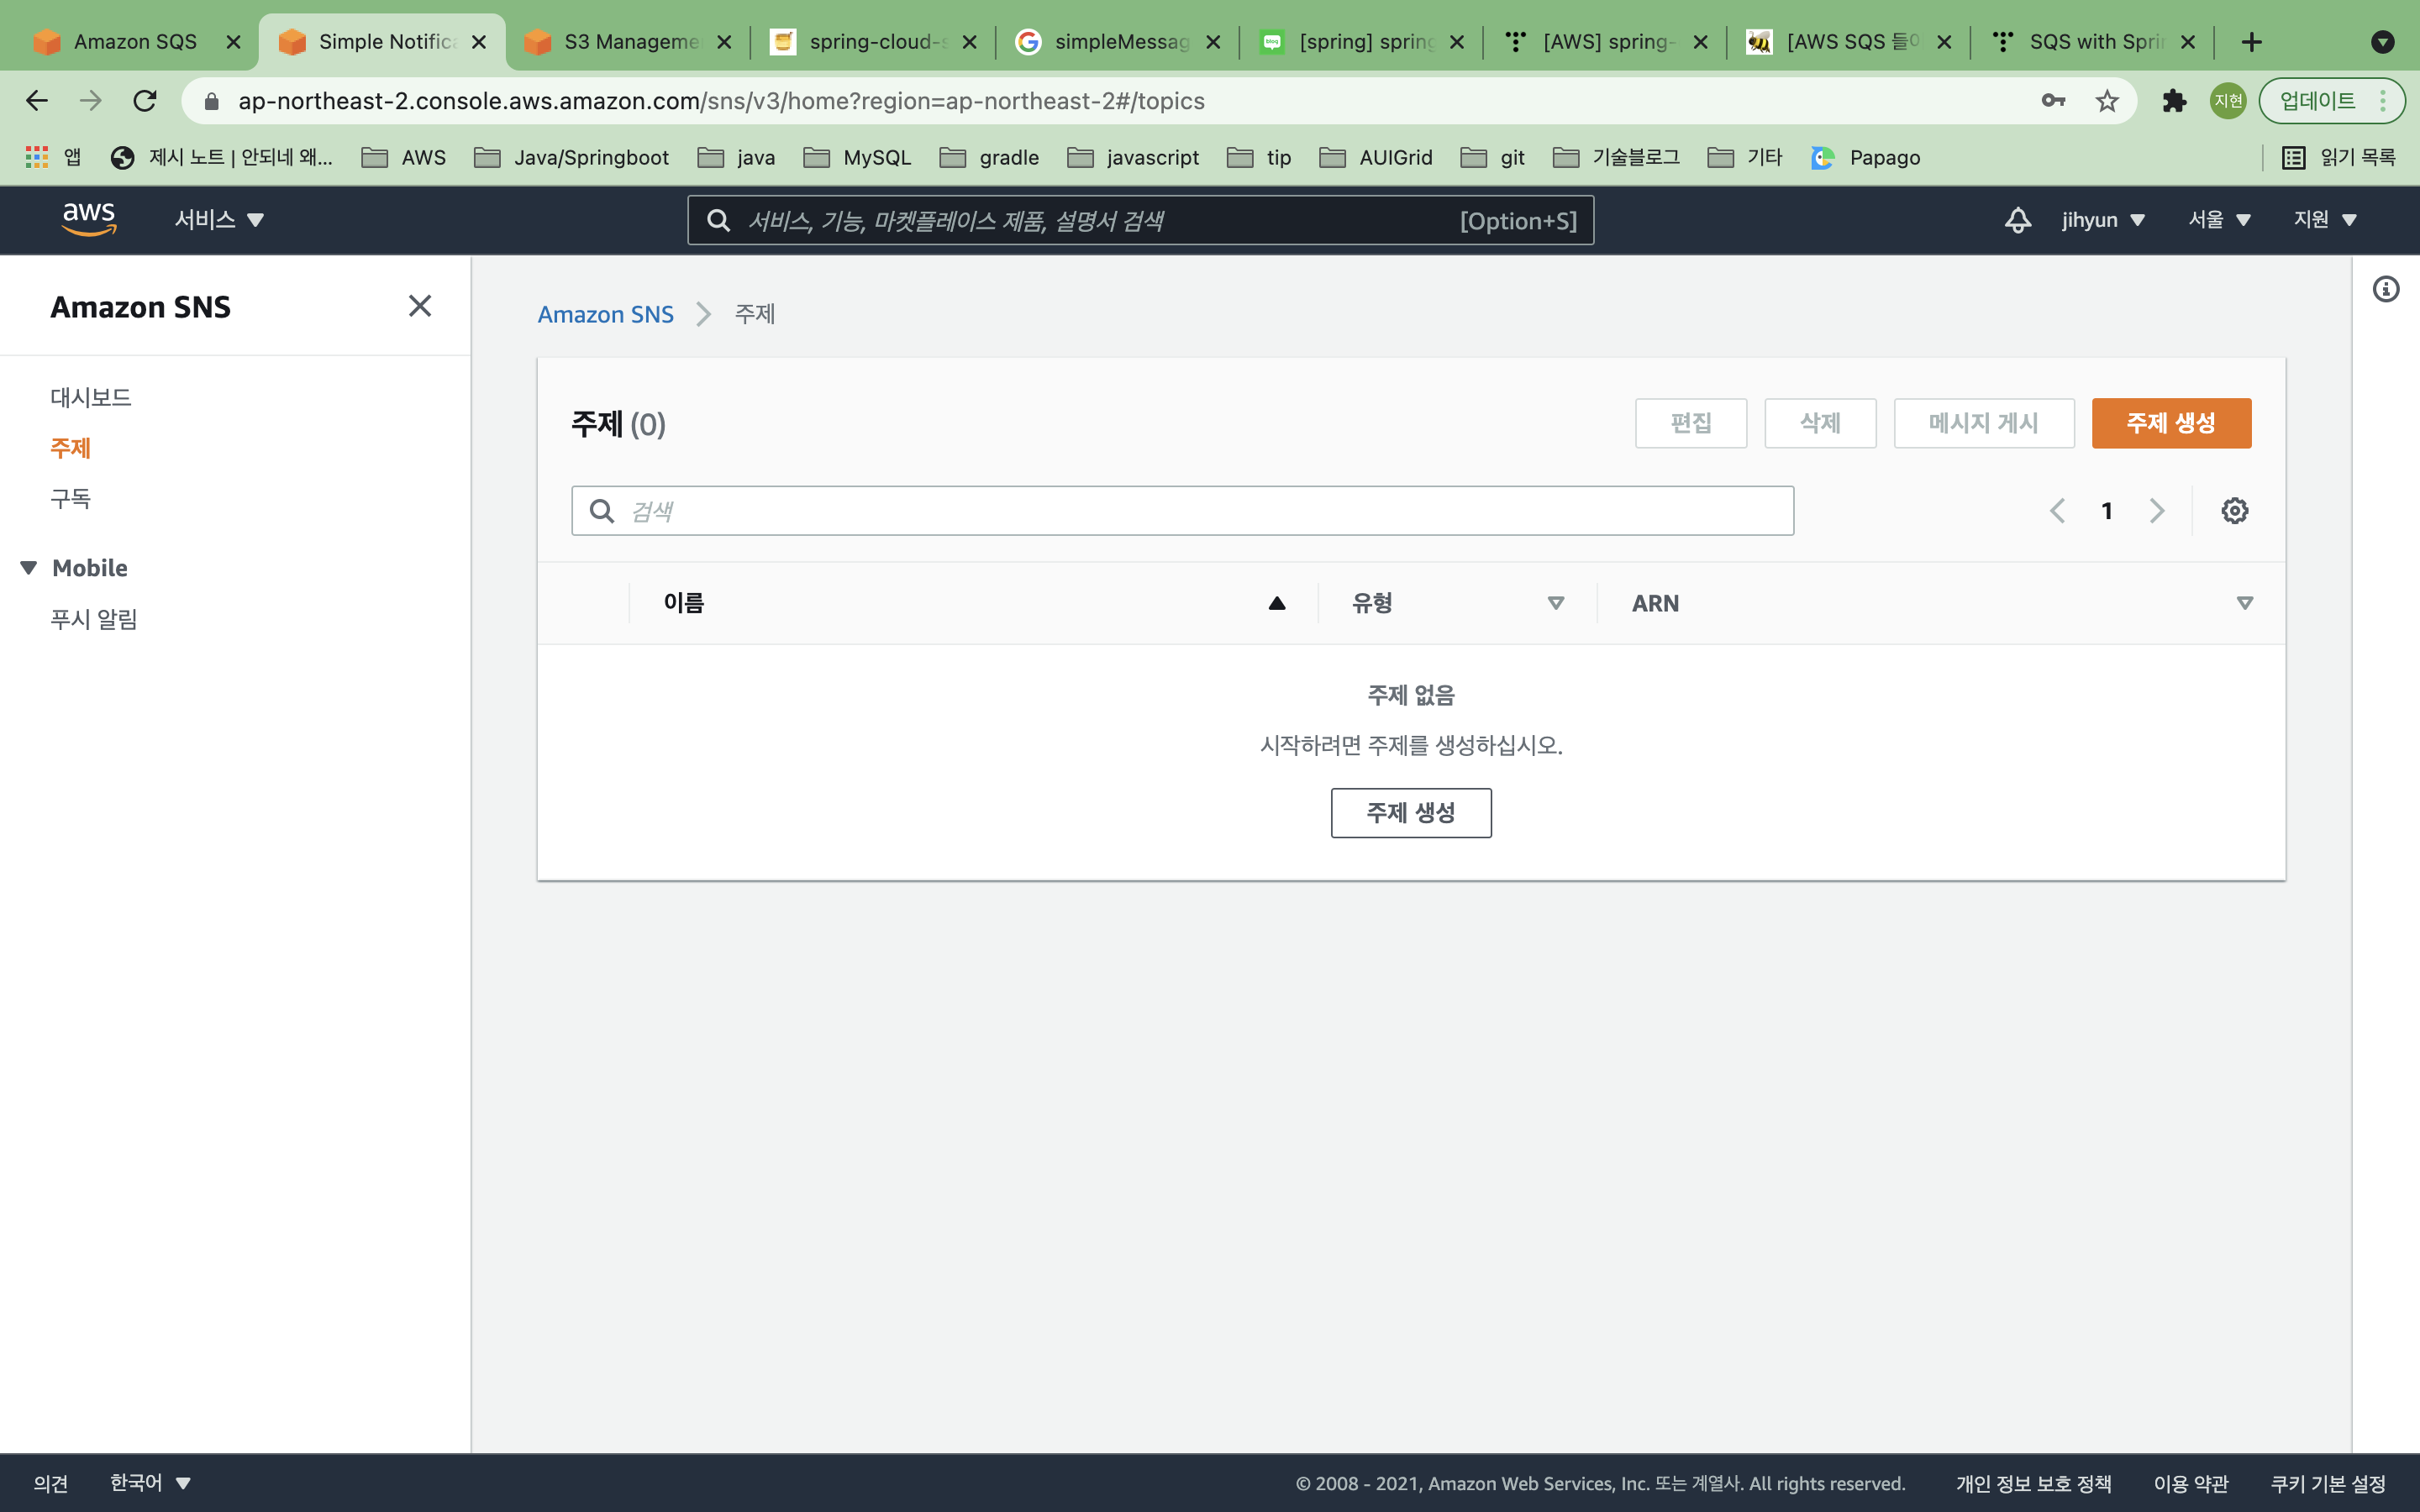 Amazon SQS
Simple Notifica
S3 Manageme
spring-cloud-s
simpleMessag
[spring] spring
[AWS] spring-
[AWS SQS 들이
SQS with Sprin
ap-northeast-2.console.aws.amazon.com/sns/v3/home?region=ap-northeast-2#/topics
지현
업데이트
앱
제시 노트 | 안되네 왜...
AWS
Java/Springboot
java
MySQL
gradle
javascript
tip
AUIGrid
git
기술블로그
기타
Papago
읽기 목록
aws
서비스
서비스, 기능, 마켓플레이스 제품, 설명서 검색
[Option+S]
jihyun
서울
지원
Amazon SNS
대시보드
주제
구독
Mobile
푸시 알림
Amazon SNS
주제
주제 (0)
편집
삭제
메시지 게시
주제 생성
검색
1
이름
유형
ARN
주제 없음
시작하려면 주제를 생성하십시오.
주제 생성
의견
한국어
© 2008 - 2021, Amazon Web Services, Inc. 또는 계열사. All rights reserved.
개인 정보 보호 정책
이용 약관
쿠키 기본 설정